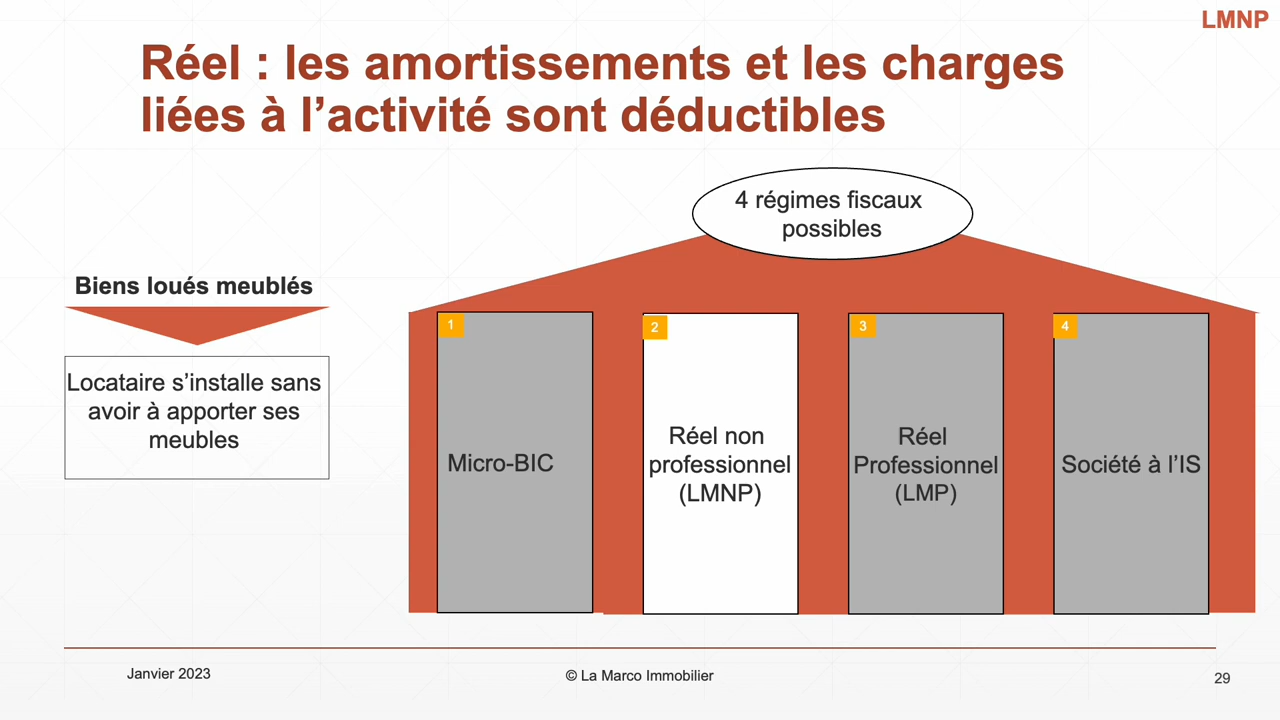 LMNP
Réel : les amortissements et les charges
liées à l’activité sont déductibles
4 régimes fiscaux
possibles
Biens loués meublés
Locataire s’installe sans
avoir à apporter ses
meubles
1
Micro-BIC
2
Réel non
professionnel
(LMNP)
3
Réel
Professionnel
(LMP)
4
Société à l’IS
Janvier 2023
© La Marco Immobilier
29